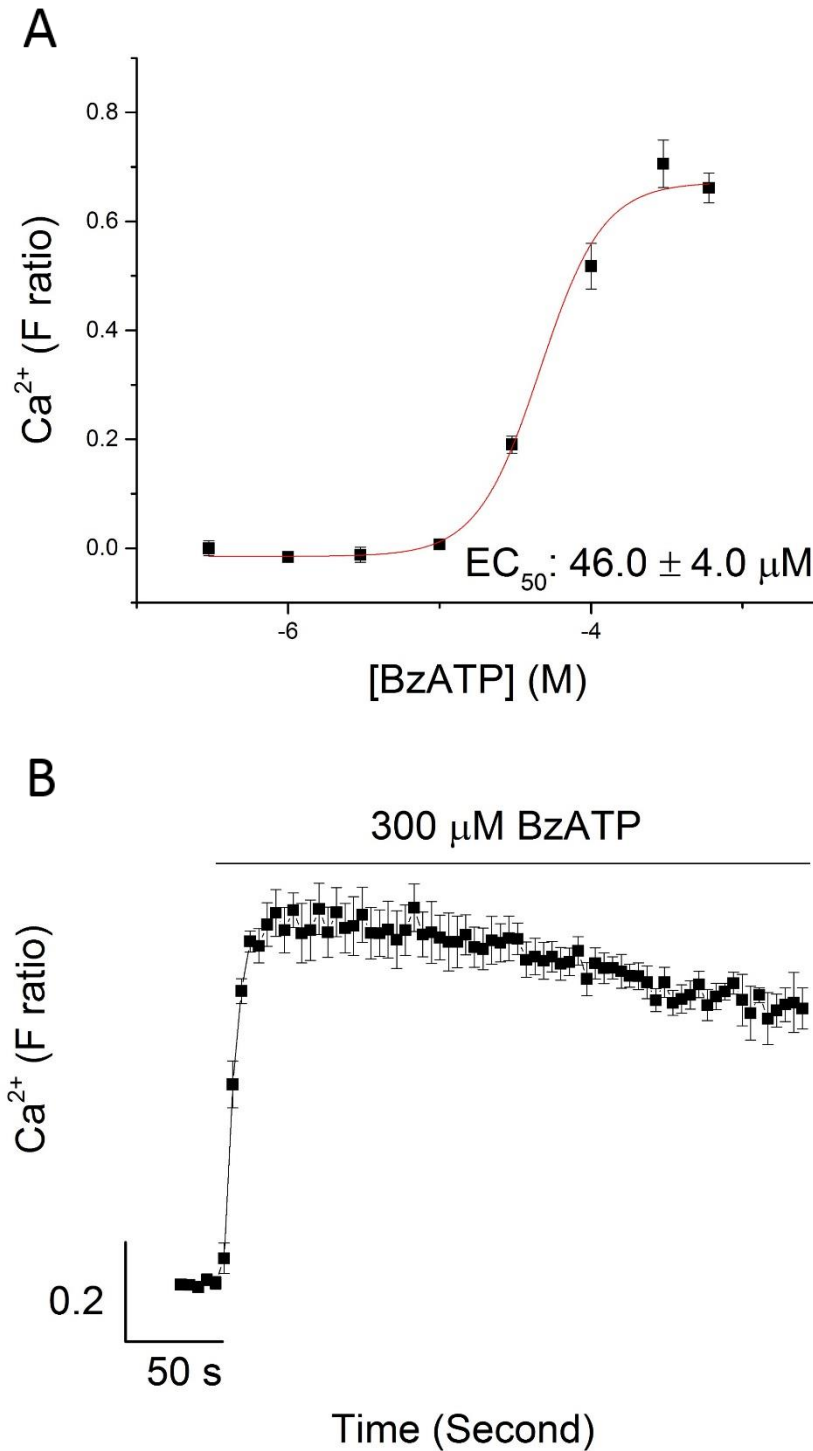 A
0.8
0.6
0.4
0.2
0.0
Ca²⁺ (F ratio)
EC₅₀: 46.0 ± 4.0 μM
-6
-4
[BzATP] (M)
B
300 μM BzATP
Ca²⁺ (F ratio)
0.2
50 s
Time (Second)